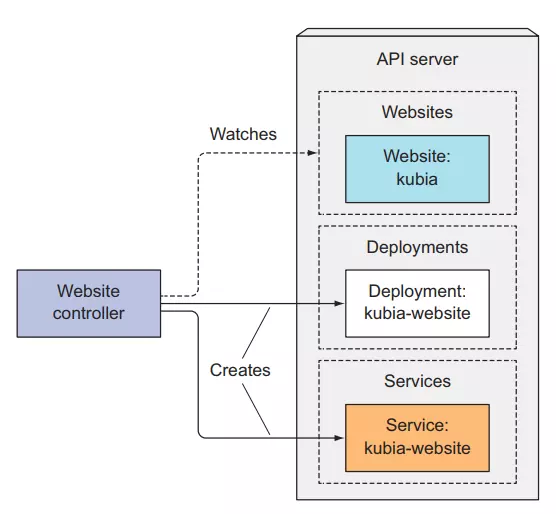 API server
Websites
Watches
Website:
kubia
Deployments
Website
controller
Deployment:
kubia-website
Creates
Services
Service:
kubia-website